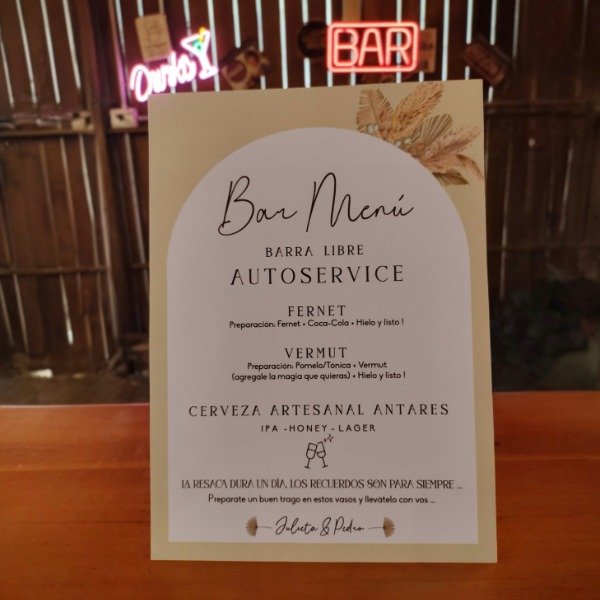 Drinks
BAR
Bar Menú
BARRA LIBRE
AUTOSERVICE
FERNET
Preparación: Fernet + Coca-Cola + Hielo y listo !
VERMUT
Preparación: Pomelo/Tónica + Vermut
(agregale la magia que quieras) + Hielo y listo !
CERVEZA ARTESANAL ANTARES
IPA - HONEY - LAGER
LA RESACA DURA UN DÍA, LOS RECUERDOS SON PARA SIEMPRE ...
Preparate un buen trago en estos vasos y llevátelo con vos ...
Julieta & Pedro